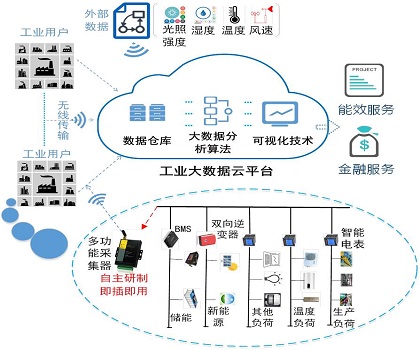 外部
数据
光照
强度
湿度
温度
风速
工业用户
无线
传输
工业用户
数据仓库
大数据分
析算法
可视化技术
工业大数据云平台
PROJECT
能效服务
金融服务
多功
能采
集器
自主研制
即插即用
BMS
双向逆
变器
智能
电表
储能
新能
源
其他
负荷
温度
负荷
生产
负荷